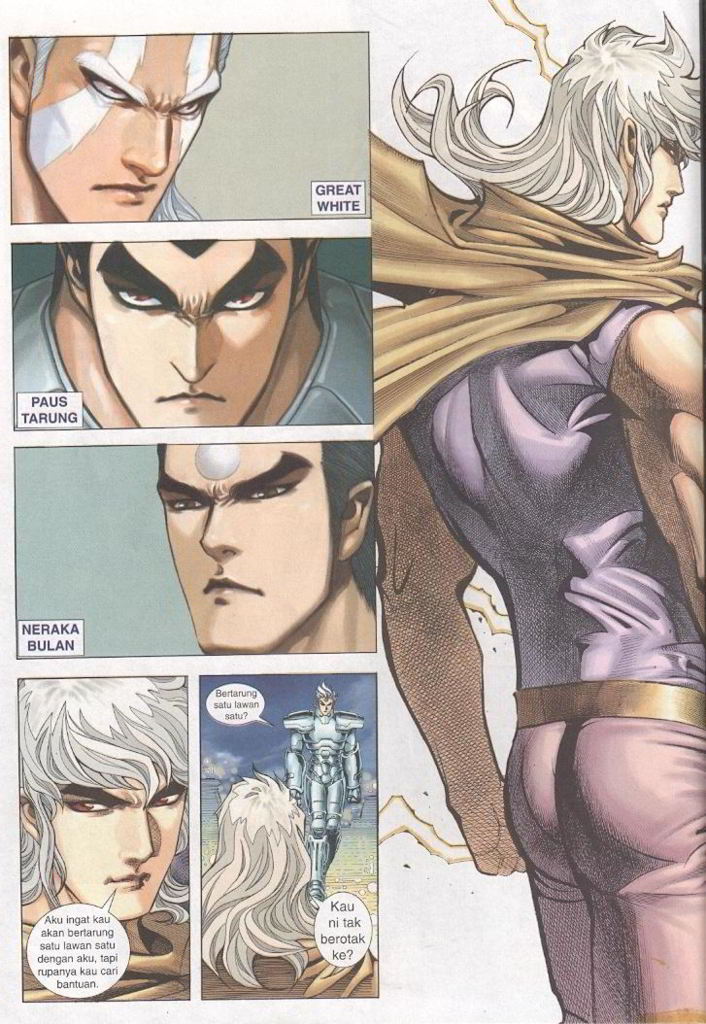 GREAT
WHITE
PAUS
TARUNG
NERAKA
BULAN
Aku ingat kau
akan bertarung
satu lawan satu
dengan aku, tapi
rupanya kau cari
bantuan.
Bertarung
satu lawan
satu?
Kau
ni tak
berotak
ke?